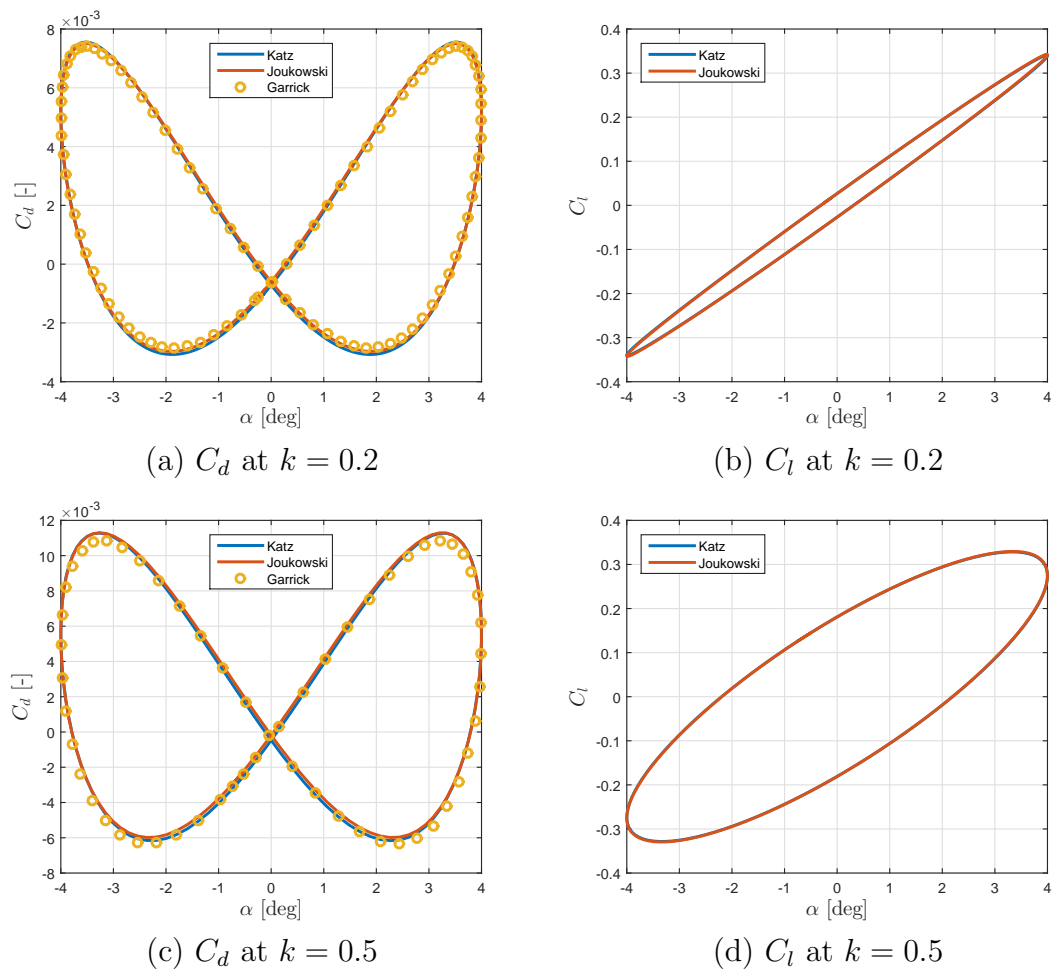 ×10⁻³
8
6
4
2
0
-2
-4
C_d [-]
Katz
Joukowski
Garrick
-4 -3 -2 -1 0 1 2 3 4
α [deg]
(a) C_d at k = 0.2
0.4
0.3
0.2
0.1
0
-0.1
-0.2
-0.3
-0.4
C_l
Katz
Joukowski
-4 -3 -2 -1 0 1 2 3 4
α [deg]
(b) C_l at k = 0.2
×10⁻³
12
10
8
6
4
2
0
-2
-4
-6
-8
C_d [-]
Katz
Joukowski
Garrick
-4 -3 -2 -1 0 1 2 3 4
α [deg]
(c) C_d at k = 0.5
0.4
0.3
0.2
0.1
0
-0.1
-0.2
-0.3
-0.4
C_l
Katz
Joukowski
-4 -3 -2 -1 0 1 2 3 4
α [deg]
(d) C_l at k = 0.5